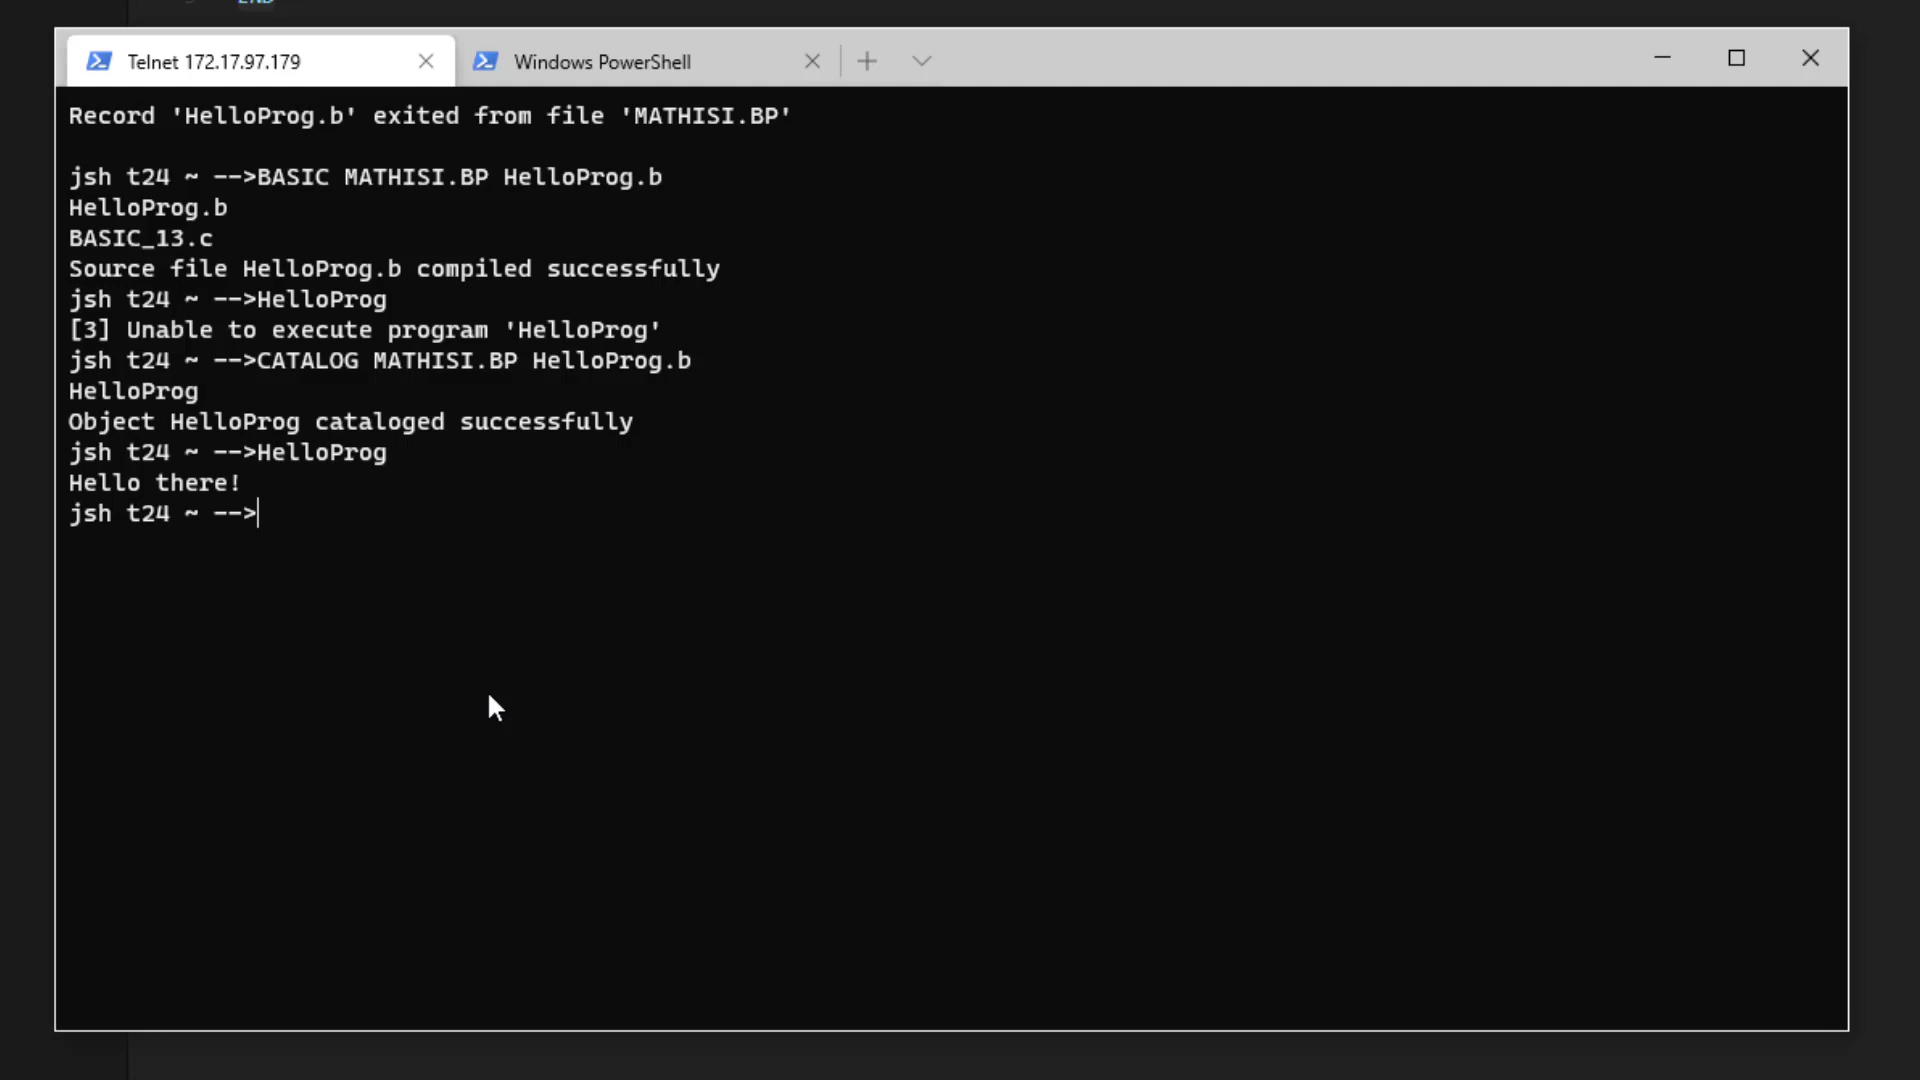 END
Telnet 172.17.97.179
Windows PowerShell
Record 'HelloProg.b' exited from file 'MATHISI.BP'
jsh t24 ~ -->BASIC MATHISI.BP HelloProg.b
HelloProg.b
BASIC_13.c
Source file HelloProg.b compiled successfully
jsh t24 ~ -->HelloProg
[3] Unable to execute program 'HelloProg'
jsh t24 ~ -->CATALOG MATHISI.BP HelloProg.b
HelloProg
Object HelloProg cataloged successfully
jsh t24 ~ -->HelloProg
Hello there!
jsh t24 ~ -->